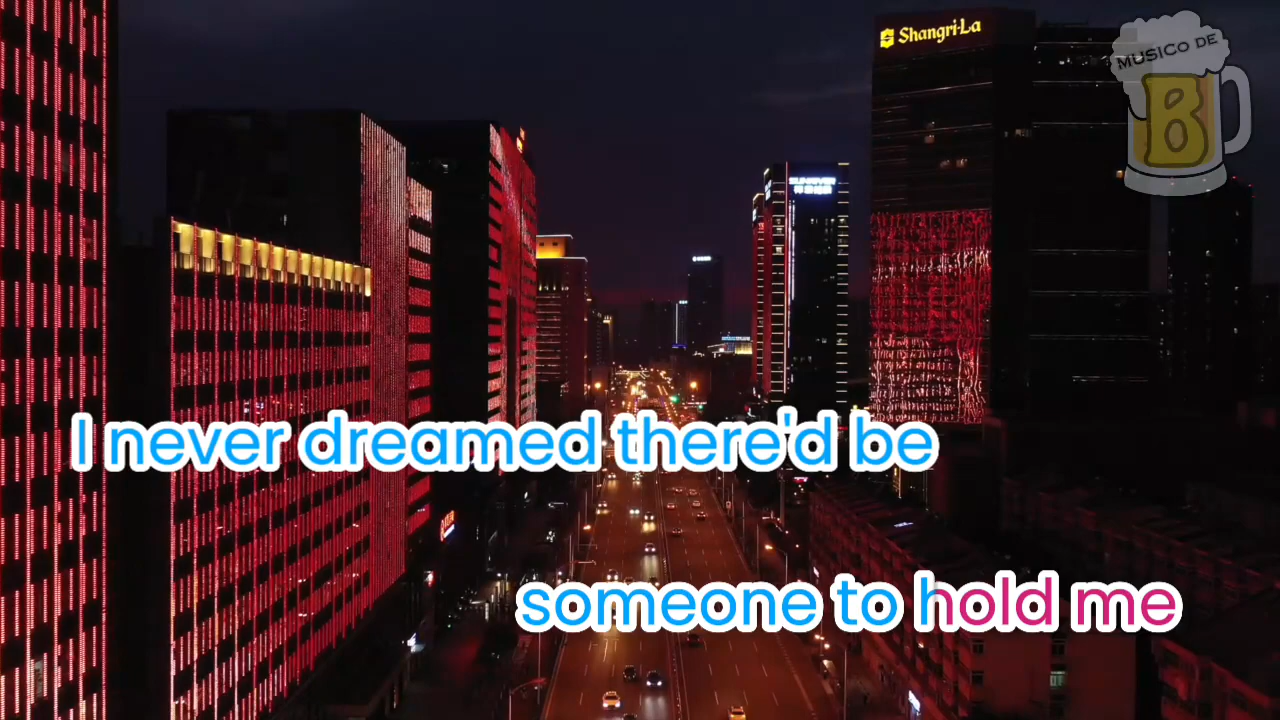 Shangri-La
MUSICO DE
B
I never dreamed there'd be
someone to hold me